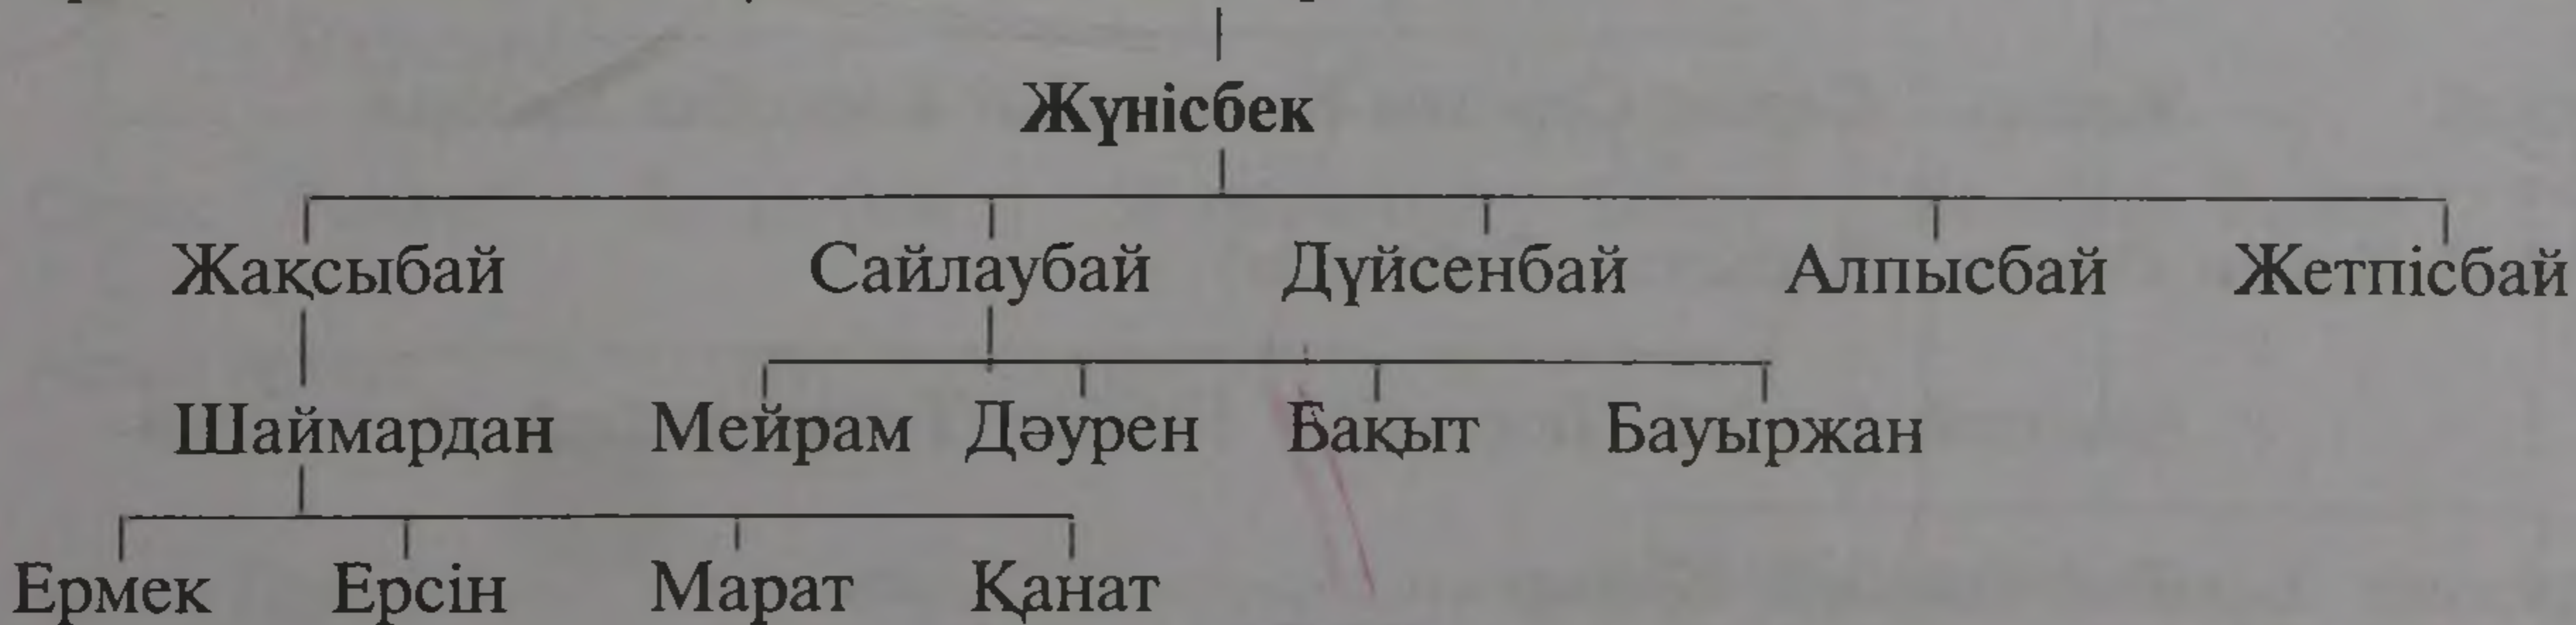 Жүнісбек
Жақсыбай Сайлаубай Дүйсенбай Алпысбай Жетпісбай
Шаймардан Мейрам Дәурен Бақыт Бауыржан
Ермек Ерсін Марат Қанат